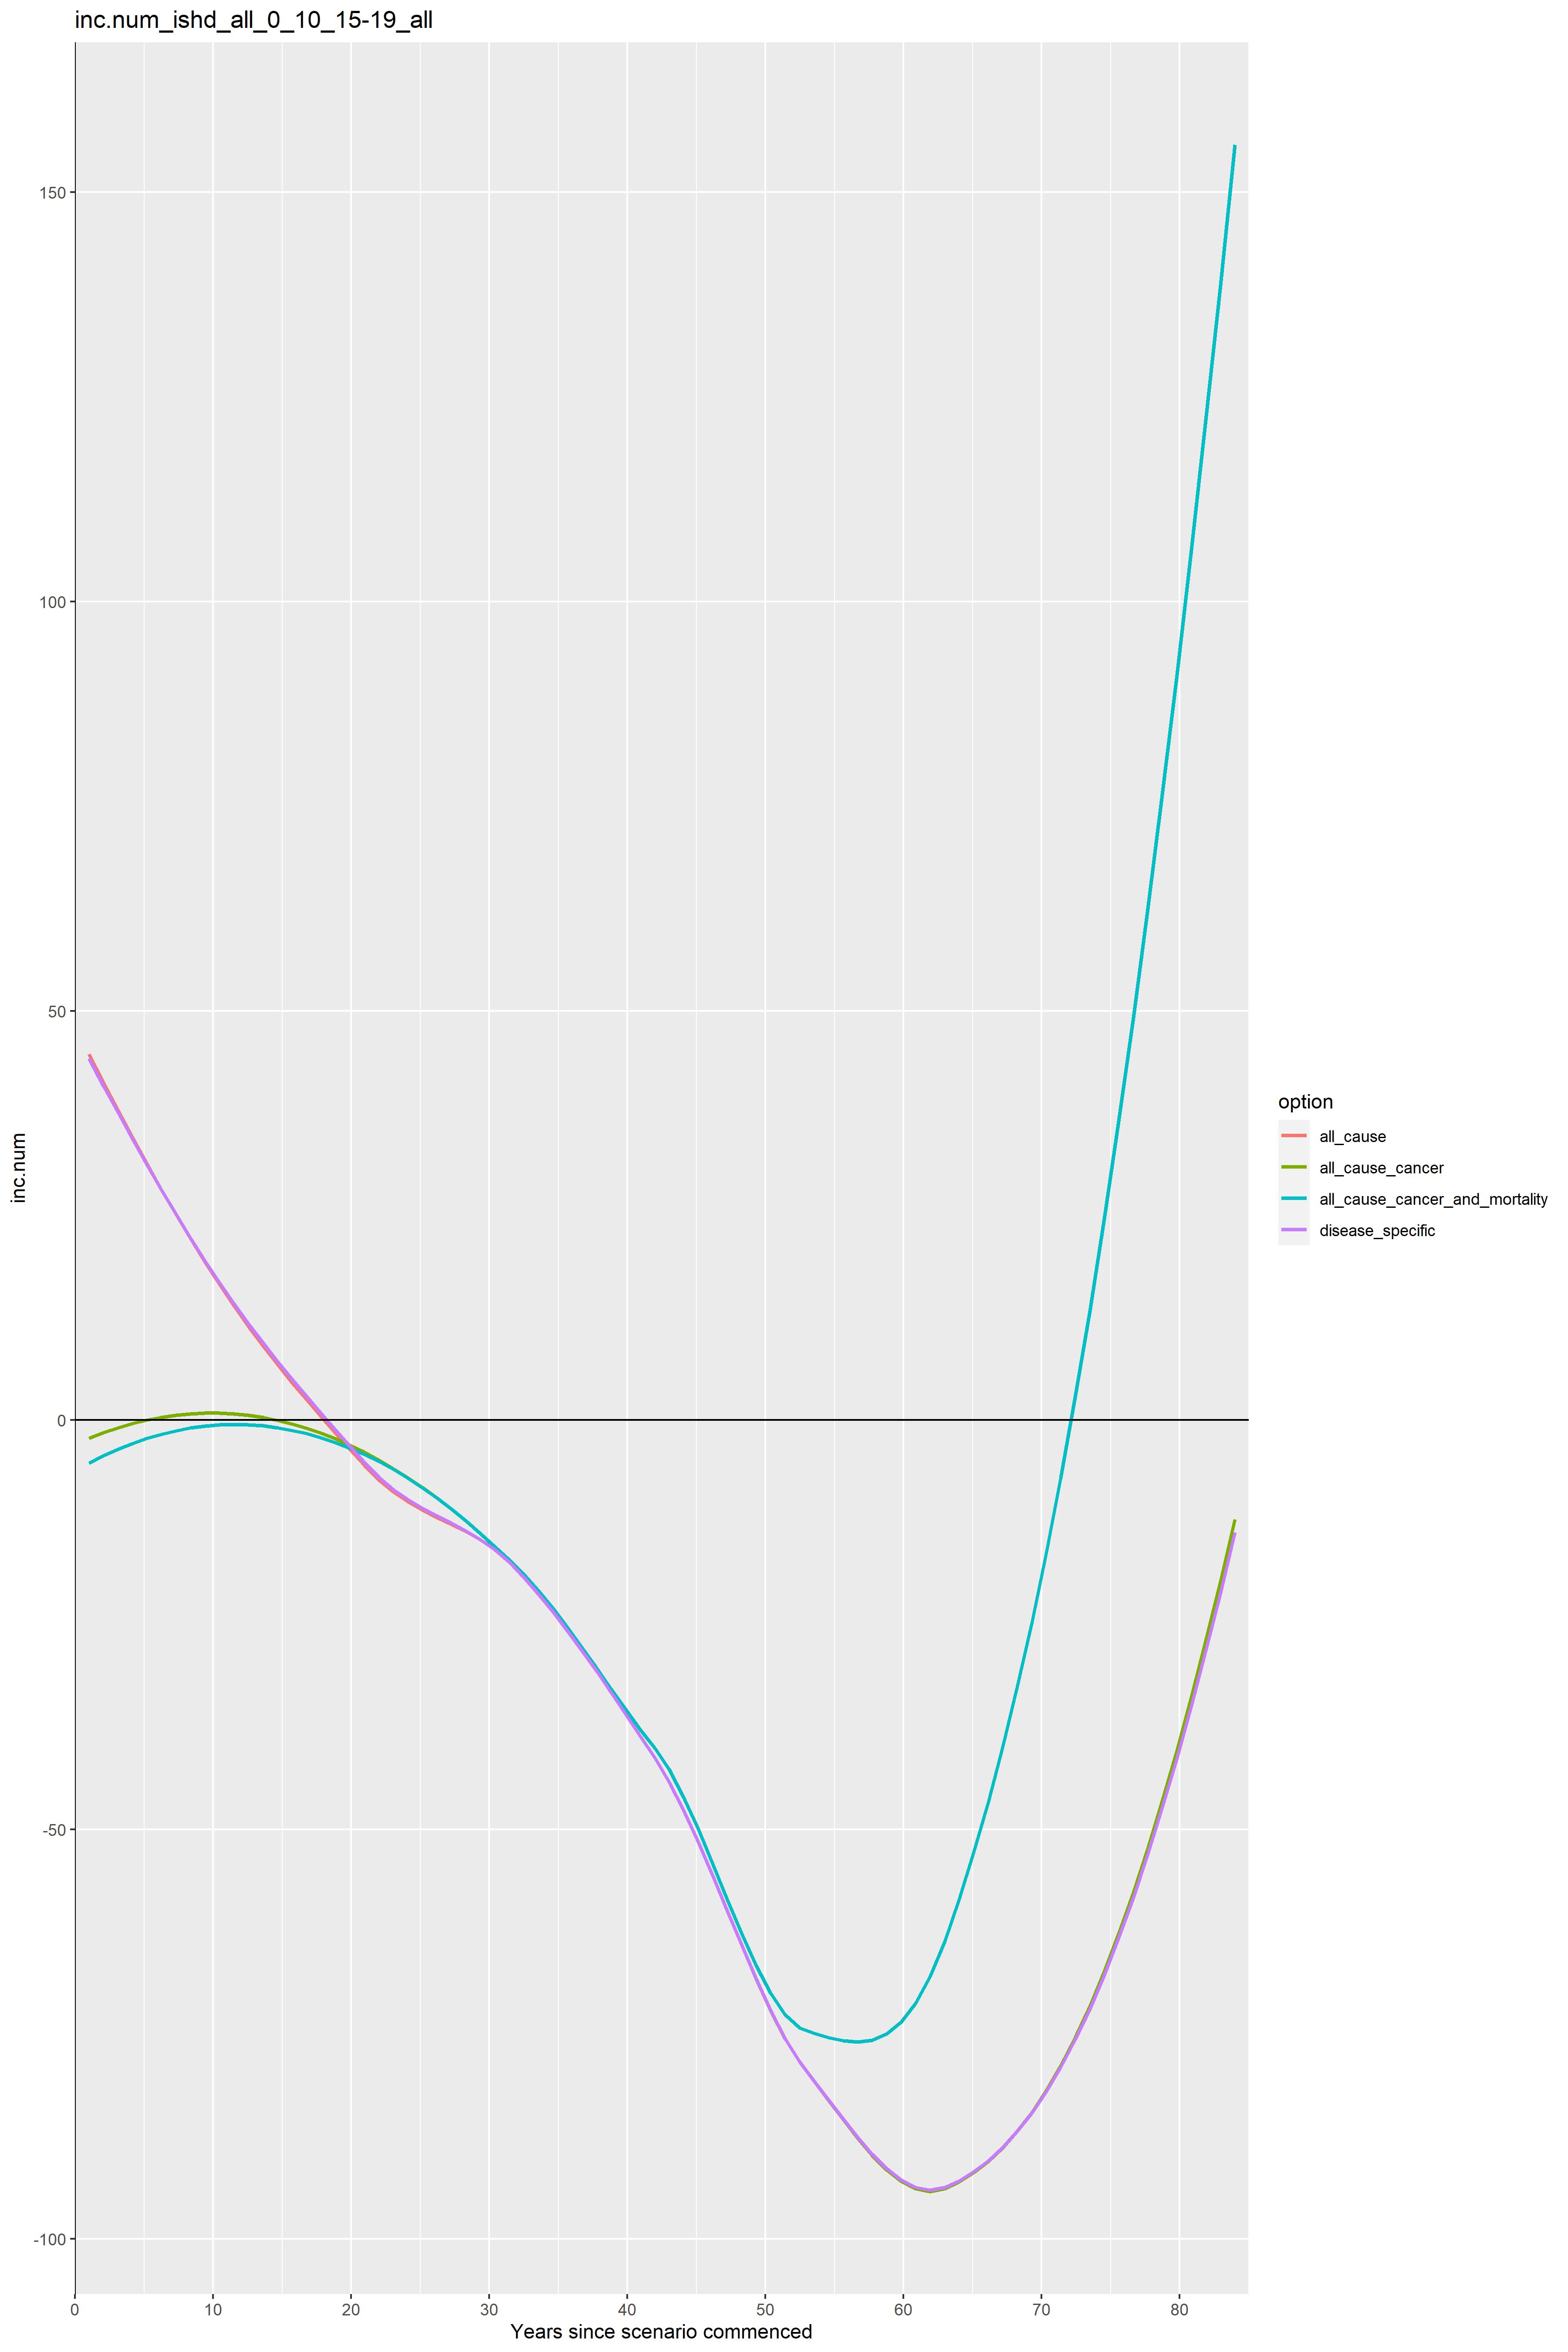 inc.num_ishd_all_0_10_15-19_all
150
100
50
0
-50
-100
inc.num
0 10 20 30 40 50 60 70 80
Years since scenario commenced
option
all_cause
all_cause_cancer
all_cause_cancer_and_mortality
disease_specific